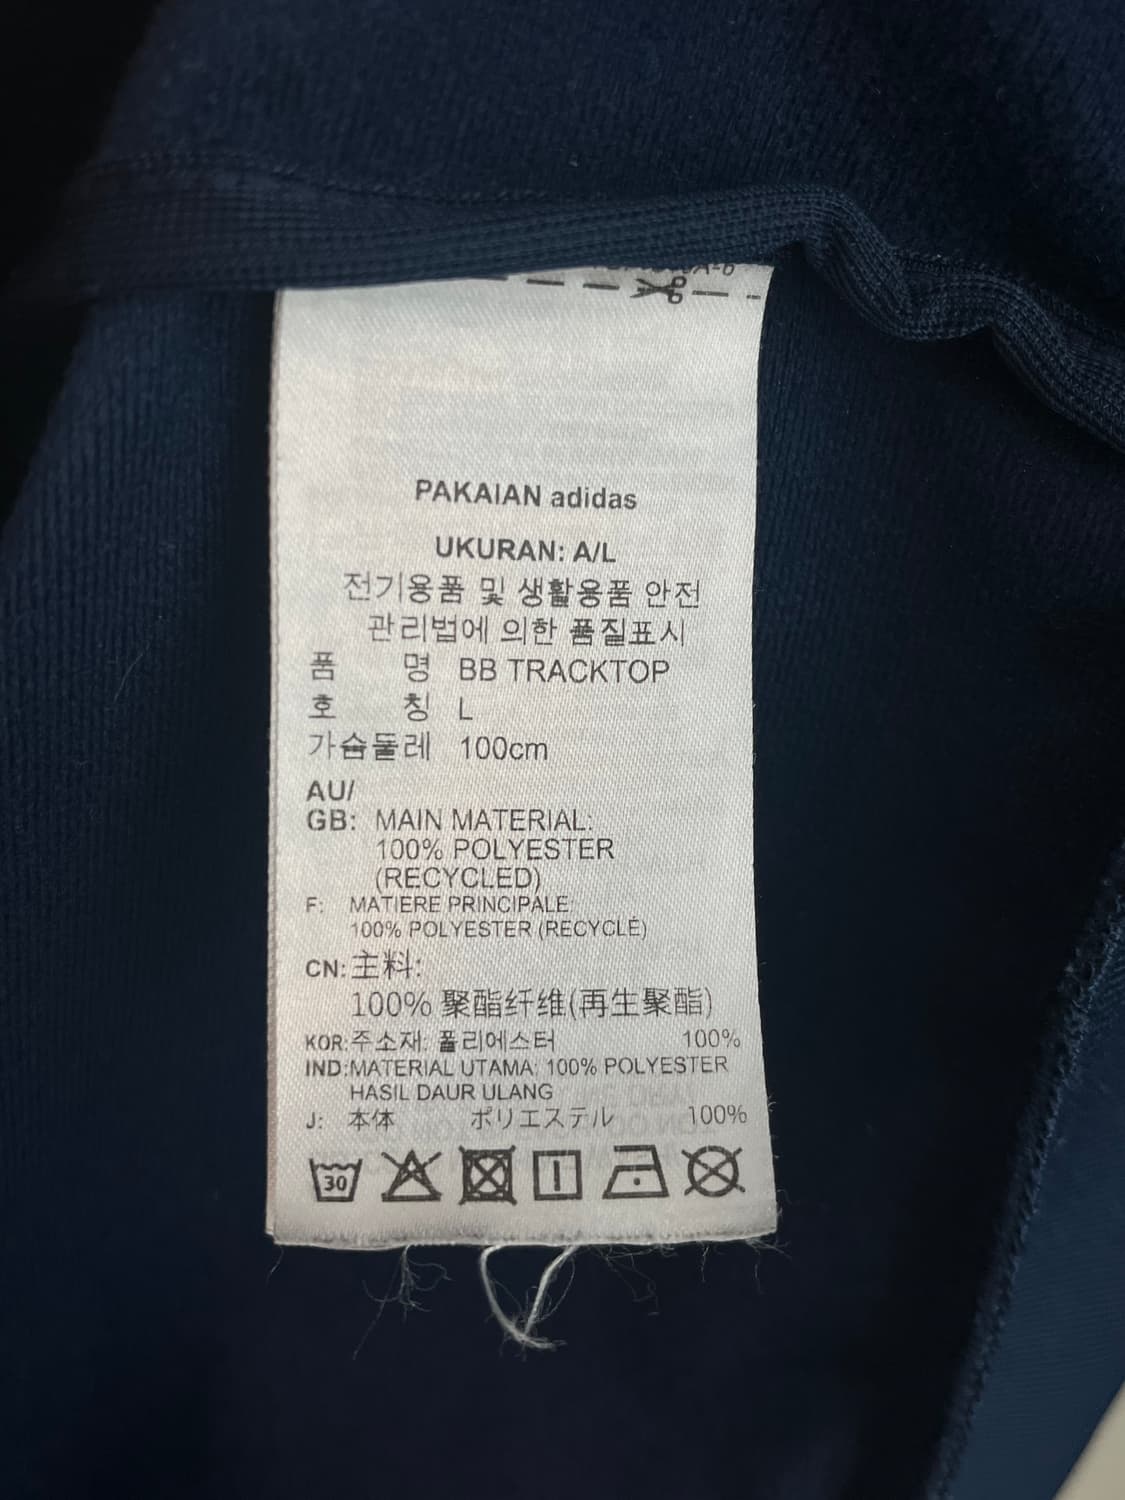 PAKAIAN adidas
UKURAN: A/L
전기용품 및 생활용품 안전
관리법에 의한 품질표시
품 명 BB TRACKTOP
호 칭 L
가슴둘레 100cm
AU/
GB: MAIN MATERIAL:
100% POLYESTER
(RECYCLED)
F: MATIERE PRINCIPALE:
100% POLYESTER (RECYCLÉ)
CN: 主料:
100% 聚酯纤维(再生聚酯)
KOR: 주소재: 폴리에스터 100%
IND: MATERIAL UTAMA: 100% POLYESTER
HASIL DAUR ULANG
J: 本体 ポリエステル 100%
30